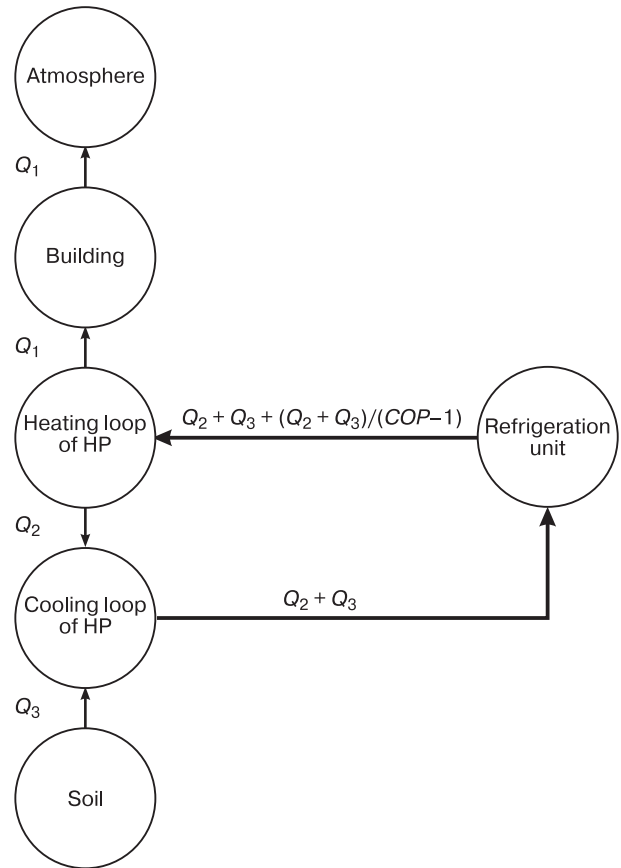 Atmosphere
Q1
Building
Q1
Heating loop
of HP
Q2 + Q3 + (Q2 + Q3)/(COP−1)
Refrigeration
unit
Q2
Cooling loop
of HP
Q2 + Q3
Q3
Soil